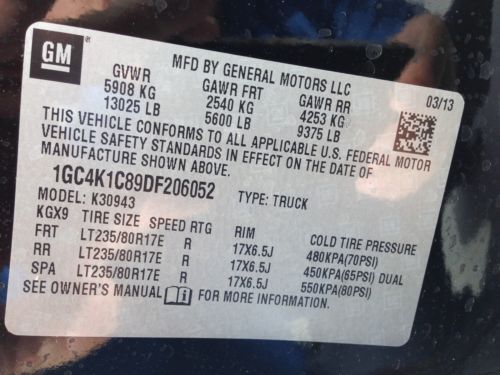 GM
MFD BY GENERAL MOTORS LLC
GVWR GAWR FRT GAWR RR 03/13
5908 KG 2540 KG 4253 KG
13025 LB 5600 LB 9375 LB
THIS VEHICLE CONFORMS TO ALL APPLICABLE U.S. FEDERAL MOTOR
VEHICLE SAFETY STANDARDS IN EFFECT ON THE DATE OF
MANUFACTURE SHOWN ABOVE.
1GC4K1C89DF206052
MODEL: K30943 TYPE: TRUCK
KGX9 TIRE SIZE SPEED RTG RIM COLD TIRE PRESSURE
FRT LT235/80R17E R 17X6.5J 480KPA(70PSI)
RR LT235/80R17E R 17X6.5J 450KPA(65PSI) DUAL
SPA LT235/80R17E R 17X6.5J 550KPA(80PSI)
SEE OWNER'S MANUAL FOR MORE INFORMATION.